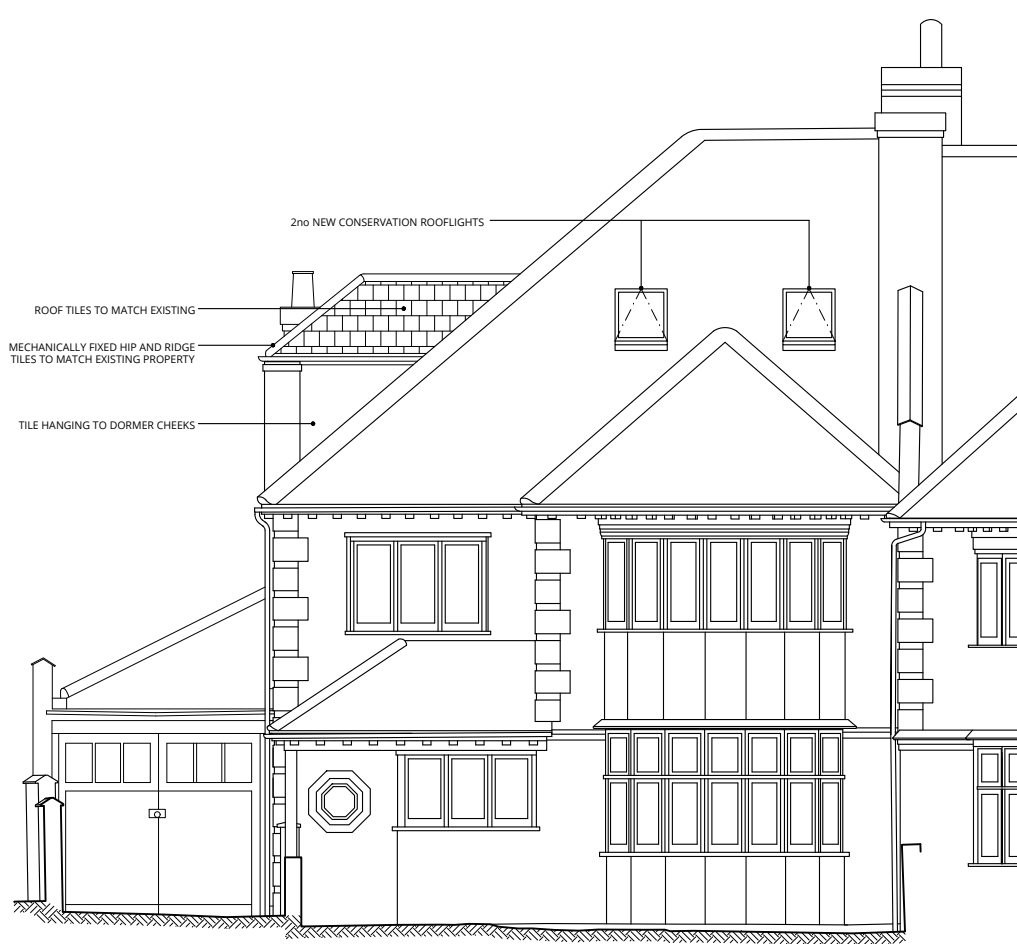 2no NEW CONSERVATION ROOFLIGHTS
ROOF TILES TO MATCH EXISTING
MECHANICALLY FIXED HIP AND RIDGE
TILES TO MATCH EXISTING PROPERTY
TILE HANGING TO DORMER CHEEKS